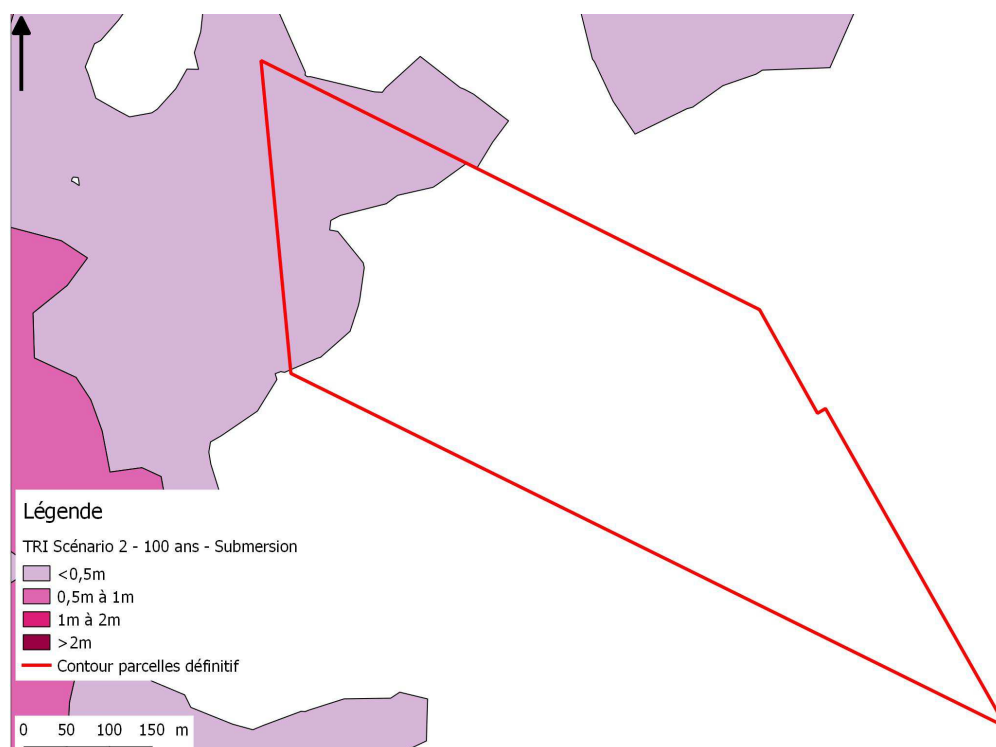 Légende
TRI Scénario 2 - 100 ans - Submersion
<0,5m
0,5m à 1m
1m à 2m
>2m
Contour parcelles définitif
0 50 100 150 m